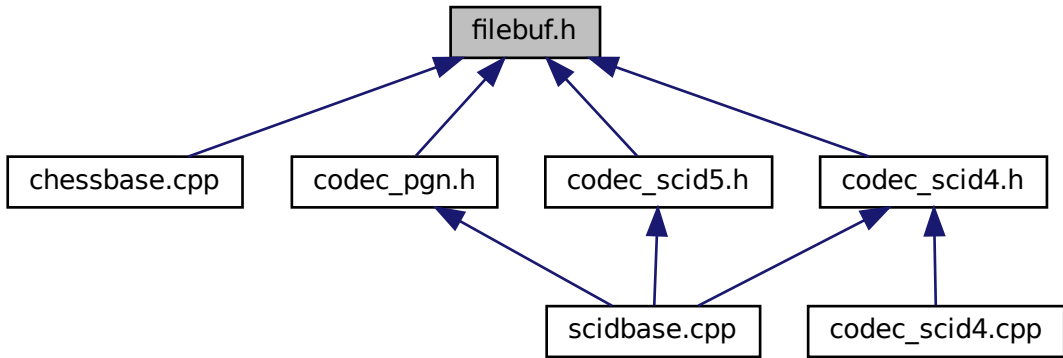 filebuf.h
chessbase.cpp
codec_pgn.h
codec_scid5.h
codec_scid4.h
scidbase.cpp
codec_scid4.cpp